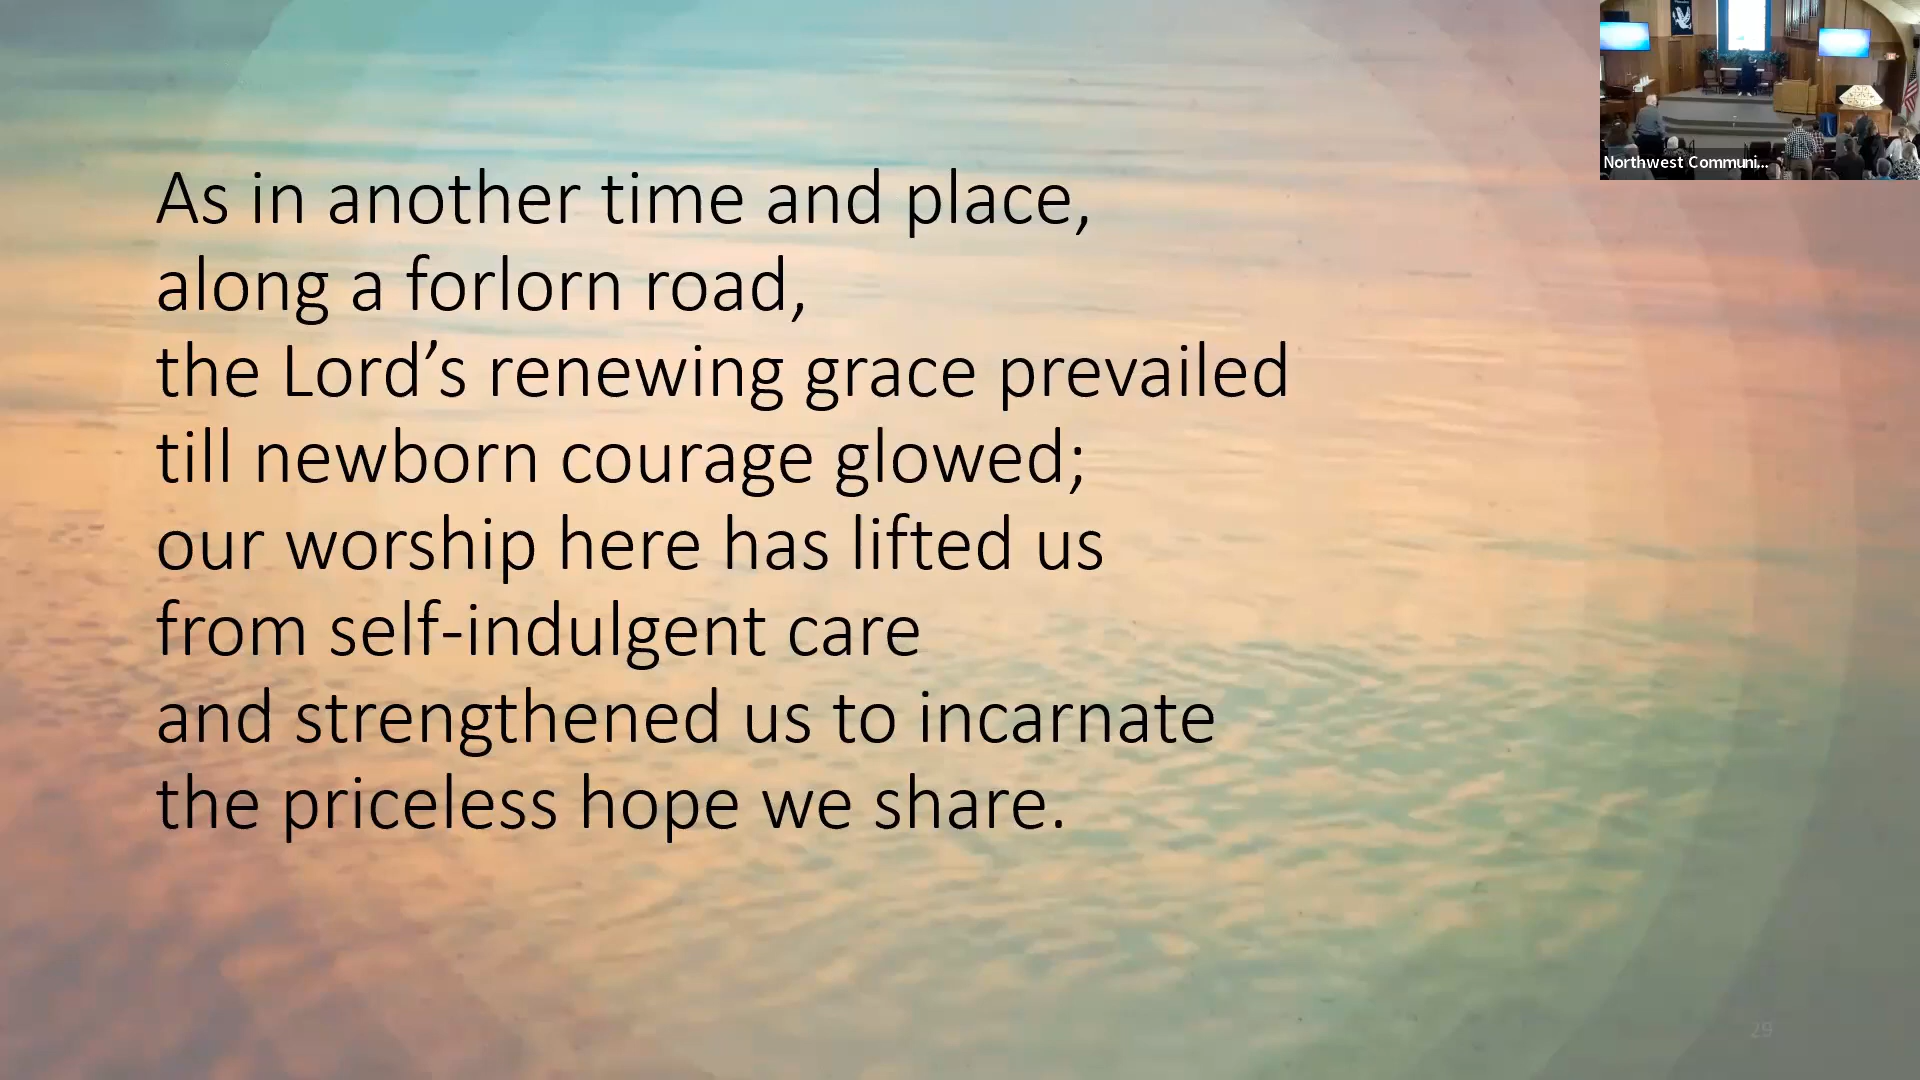 As in another time and place,
along a forlorn road,
the Lord’s renewing grace prevailed
till newborn courage glowed;
our worship here has lifted us
from self-indulgent care
and strengthened us to incarnate
the priceless hope we share.
Northwest Communi...
29